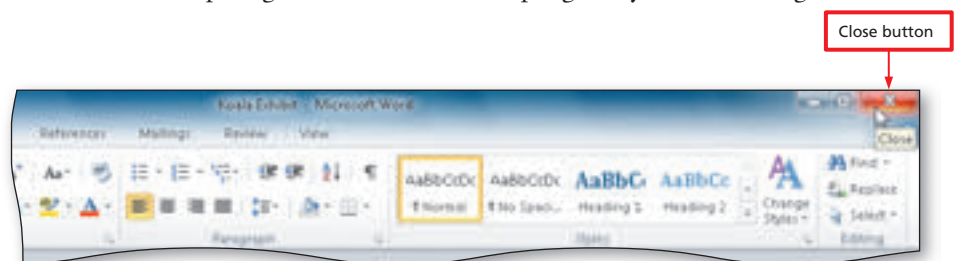 Close button
Koala Exhibit - Microsoft Word
References Mailings Review View
Close
Aa
AaBbCcDc AaBbCcDc AaBbC AaBbCc
Find
Replace
¶ Normal ¶ No Spaci... Heading 1 Heading 2
Change Styles
Select
Paragraph Styles Editing